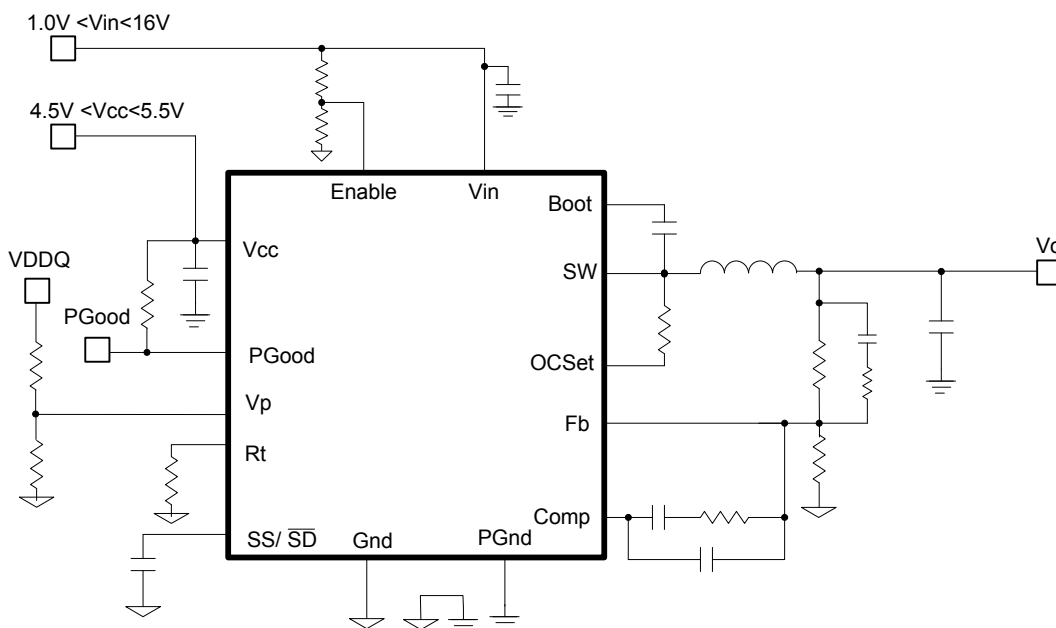 1.0V <Vin<16V
4.5V <Vcc<5.5V
Enable
Vin
Boot
Vcc
SW
VDDQ
PGood
PGood
OCSet
Vp
Fb
Rt
Comp
SS/ SD
Gnd
PGnd